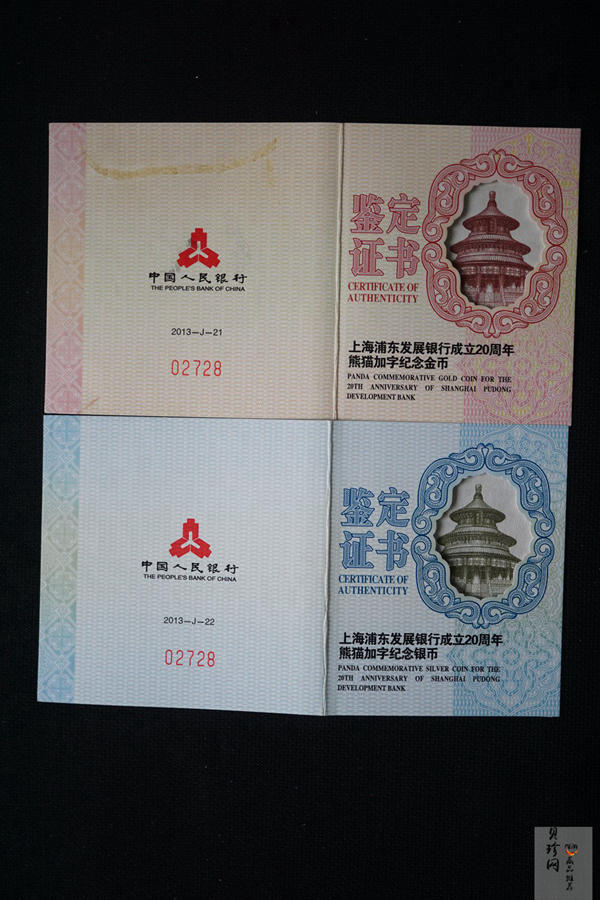 中国人民银行
THE PEOPLE'S BANK OF CHINA
2013-J-21
02728
鉴定
证书
CERTIFICATE OF
AUTHENTICITY
上海浦东发展银行成立20周年
熊猫加字纪念金币
PANDA COMMEMORATIVE GOLD COIN FOR THE
20TH ANNIVERSARY OF SHANGHAI PUDONG
DEVELOPMENT BANK
中国人民银行
THE PEOPLE'S BANK OF CHINA
2013-J-22
02728
鉴定
证书
CERTIFICATE OF
AUTHENTICITY
上海浦东发展银行成立20周年
熊猫加字纪念银币
PANDA COMMEMORATIVE SILVER COIN FOR THE
20TH ANNIVERSARY OF SHANGHAI PUDONG
DEVELOPMENT BANK
贝珍网